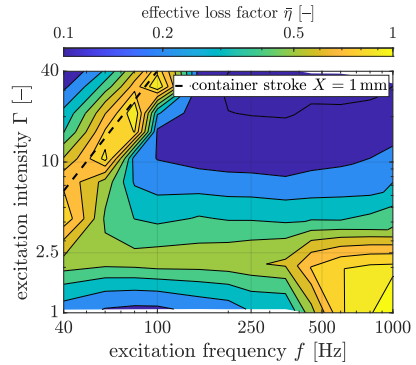 effective loss factor η̄ [–]
0.1 0.2 0.5 1
40
10
2.5
1
excitation intensity Γ [–]
container stroke X = 1 mm
40 100 250 500 1000
excitation frequency f [Hz]